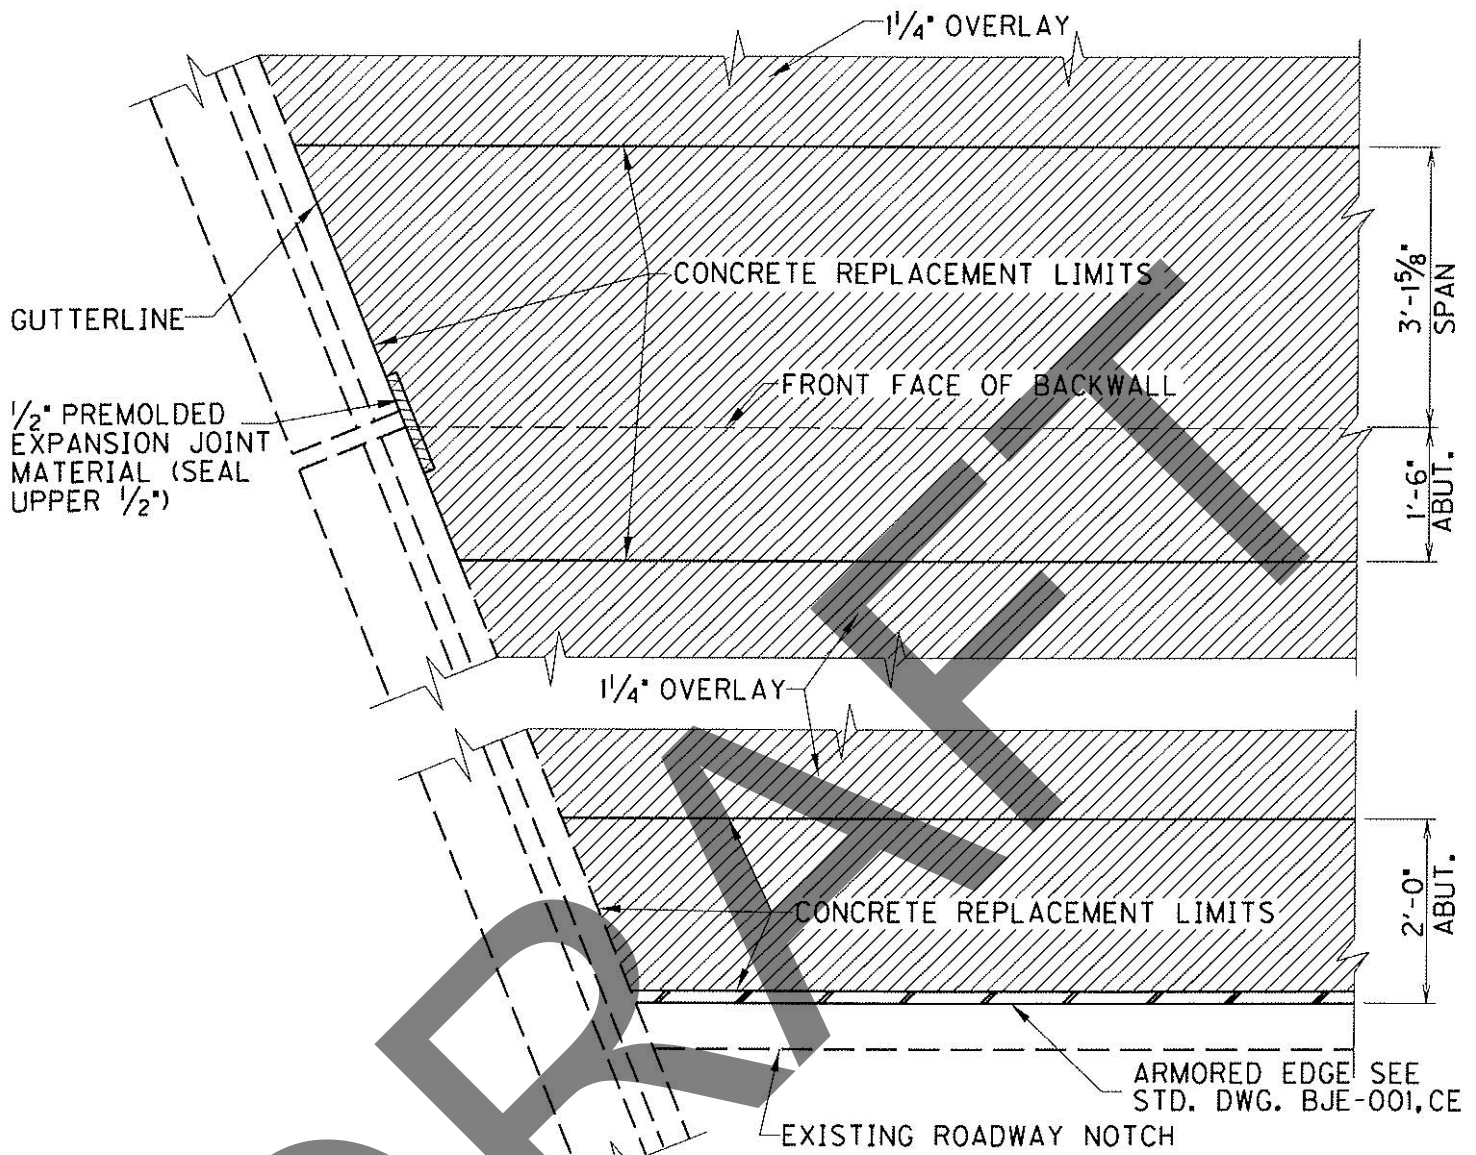 1¼" OVERLAY
CONCRETE REPLACEMENT LIMITS
3'-1⅝"
SPAN
GUTTERLINE
FRONT FACE OF BACKWALL
½" PREMOLDED
EXPANSION JOINT
MATERIAL (SEAL
UPPER ½")
1'-6"
ABUT.
1¼" OVERLAY
CONCRETE REPLACEMENT LIMITS
2'-0"
ABUT.
ARMORED EDGE SEE
STD. DWG. BJE-001,CE
EXISTING ROADWAY NOTCH
DRAFT